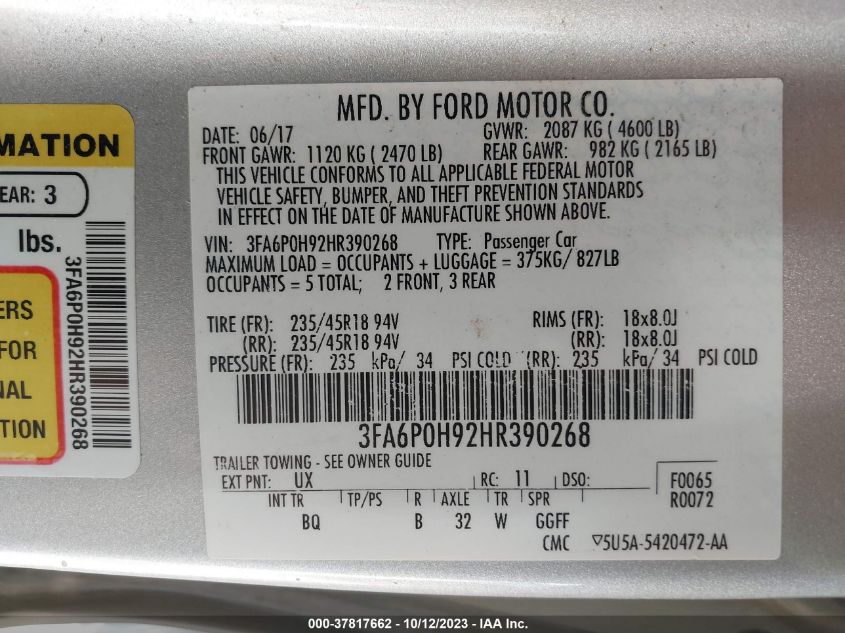 MATION
EAR: 3
lbs.
3FA6P0H92HR390268
ERS
FOR
NAL
TION
MFD. BY FORD MOTOR CO.
DATE: 06/17 GVWR: 2087 KG ( 4600 LB)
FRONT GAWR: 1120 KG ( 2470 LB) REAR GAWR: 982 KG ( 2165 LB)
THIS VEHICLE CONFORMS TO ALL APPLICABLE FEDERAL MOTOR
VEHICLE SAFETY, BUMPER, AND THEFT PREVENTION STANDARDS
IN EFFECT ON THE DATE OF MANUFACTURE SHOWN ABOVE.
VIN: 3FA6P0H92HR390268 TYPE: Passenger Car
MAXIMUM LOAD = OCCUPANTS + LUGGAGE = 375KG/ 827LB
OCCUPANTS = 5 TOTAL; 2 FRONT, 3 REAR
TIRE (FR): 235/45R18 94V RIMS (FR): 18x8.0J
(RR): 235/45R18 94V (RR): 18x8.0J
PRESSURE (FR): 235 kPa/ 34 PSI COLD (RR): 235 kPa/ 34 PSI COLD
3FA6P0H92HR390268
TRAILER TOWING - SEE OWNER GUIDE
EXT PNT: UX RC: 11 DSO: F0065
INT TR TP/PS R AXLE TR SPR R0072
BQ B 32 W GGFF
CMC ▽5U5A-5420472-AA
000-37817662 - 10/12/2023 - IAA Inc.